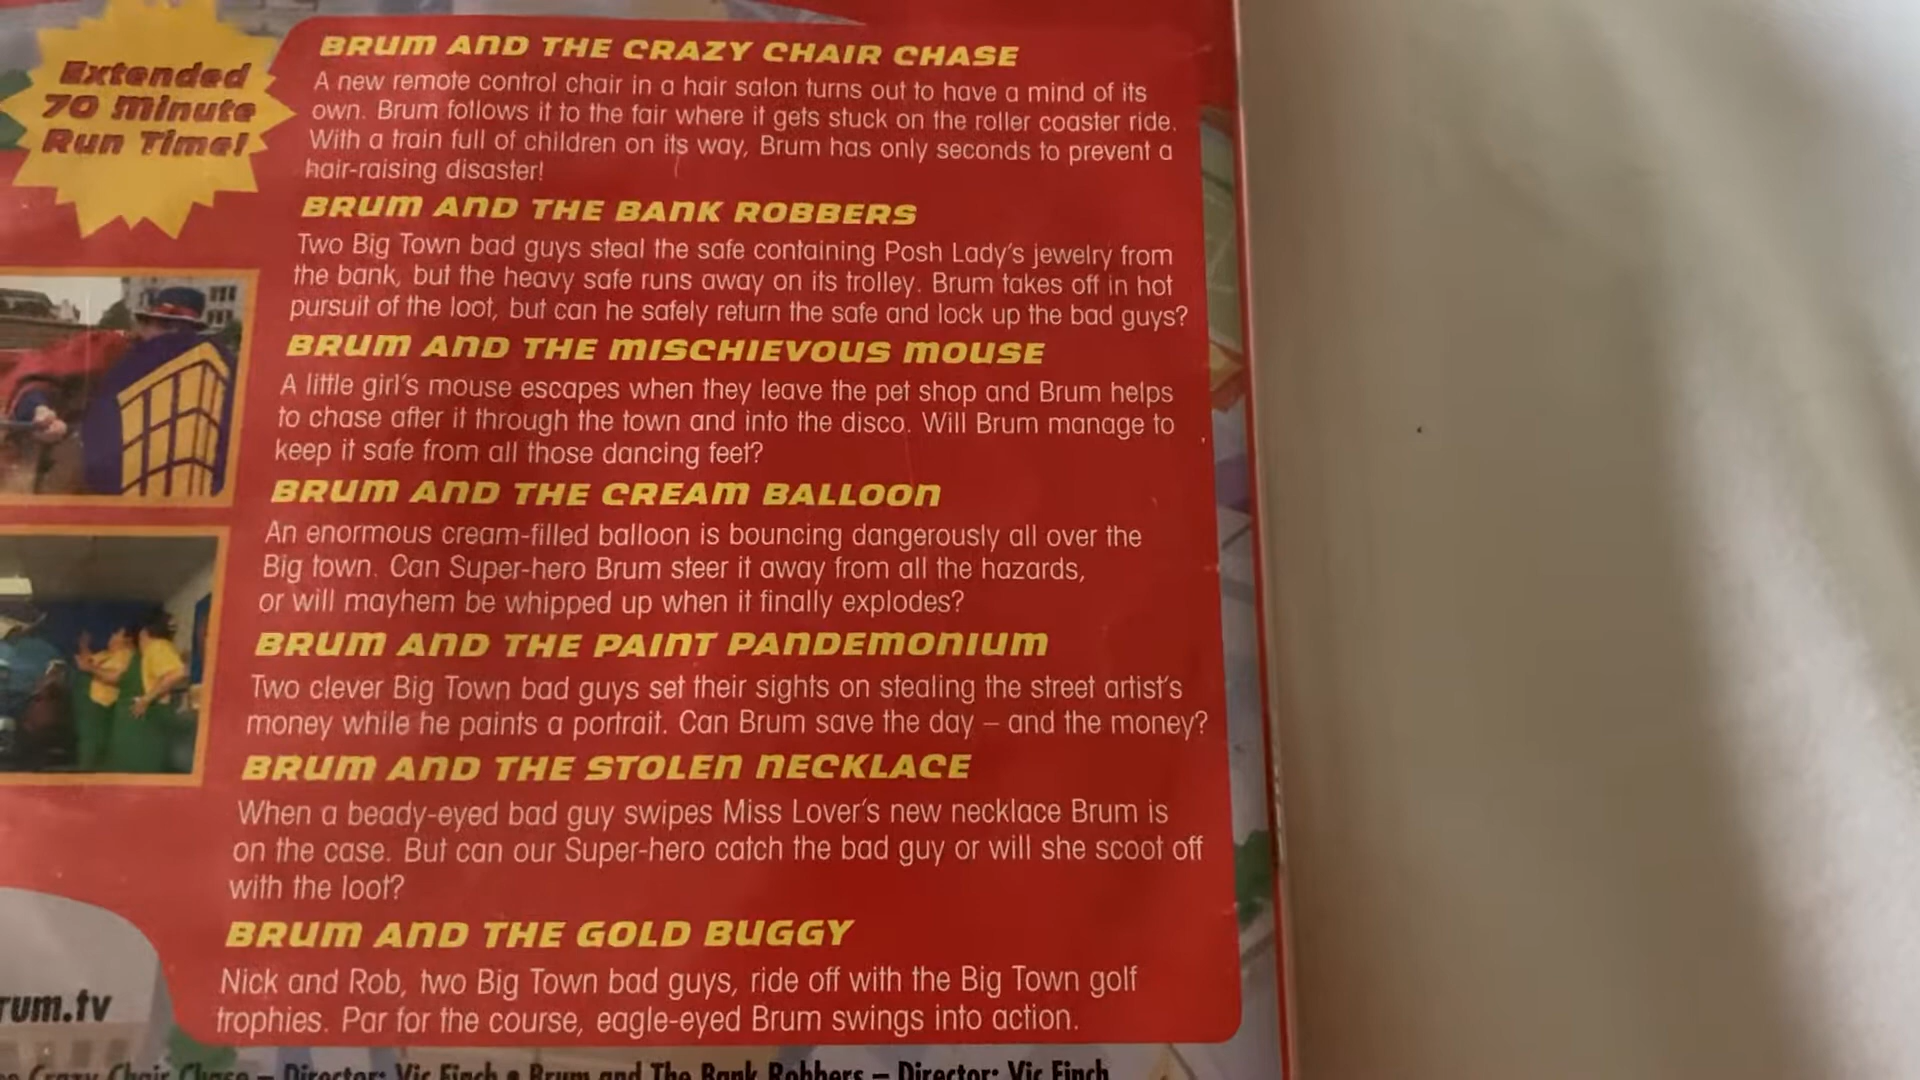 Extended
70 Minute
Run Time!
BRUM AND THE CRAZY CHAIR CHASE
A new remote control chair in a hair salon turns out to have a mind of its
own. Brum follows it to the fair where it gets stuck on the roller coaster ride.
With a train full of children on its way, Brum has only seconds to prevent a
hair-raising disaster!
BRUM AND THE BANK ROBBERS
Two Big Town bad guys steal the safe containing Posh Lady's jewelry from
the bank, but the heavy safe runs away on its trolley. Brum takes off in hot
pursuit of the loot, but can he safely return the safe and lock up the bad guys?
BRUM AND THE MISCHIEVOUS MOUSE
A little girl's mouse escapes when they leave the pet shop and Brum helps
to chase after it through the town and into the disco. Will Brum manage to
keep it safe from all those dancing feet?
BRUM AND THE CREAM BALLOON
An enormous cream-filled balloon is bouncing dangerously all over the
Big town. Can Super-hero Brum steer it away from all the hazards,
or will mayhem be whipped up when it finally explodes?
BRUM AND THE PAINT PANDEMONIUM
Two clever Big Town bad guys set their sights on stealing the street artist's
money while he paints a portrait. Can Brum save the day – and the money?
BRUM AND THE STOLEN NECKLACE
When a beady-eyed bad guy swipes Miss Lover's new necklace Brum is
on the case. But can our Super-hero catch the bad guy or will she scoot off
with the loot?
BRUM AND THE GOLD BUGGY
Nick and Rob, two Big Town bad guys, ride off with the Big Town golf
trophies. Par for the course, eagle-eyed Brum swings into action.
rum.tv
Crazy Chair Chase – Director: Vic Finch • Brum and The Bank Robbers – Director: Vic Finch